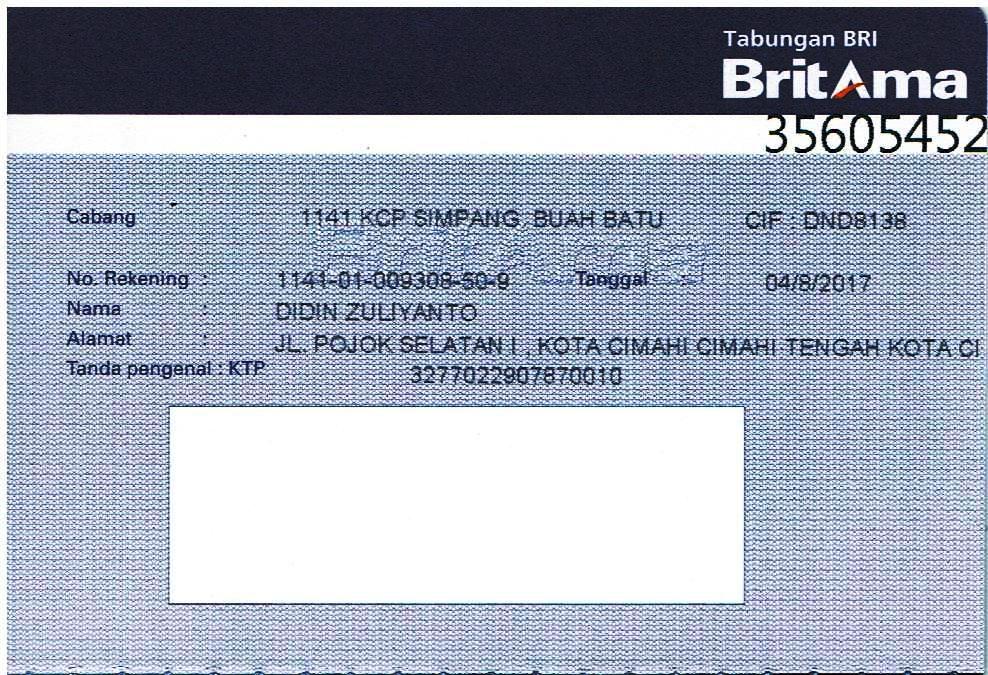 Tabungan BRI
BritAma
35605452
Cabang 1141 KCP SIMPANG BUAH BATU CIF : DND8138
No. Rekening : 1141-01-009308-50-9 Tanggal 04/8/2017
Nama : DIDIN ZULIYANTO
Alamat : JL. POJOK SELATAN I , KOTA CIMAHI CIMAHI TENGAH KOTA CI
Tanda pengenal : KTP 3277022907870010